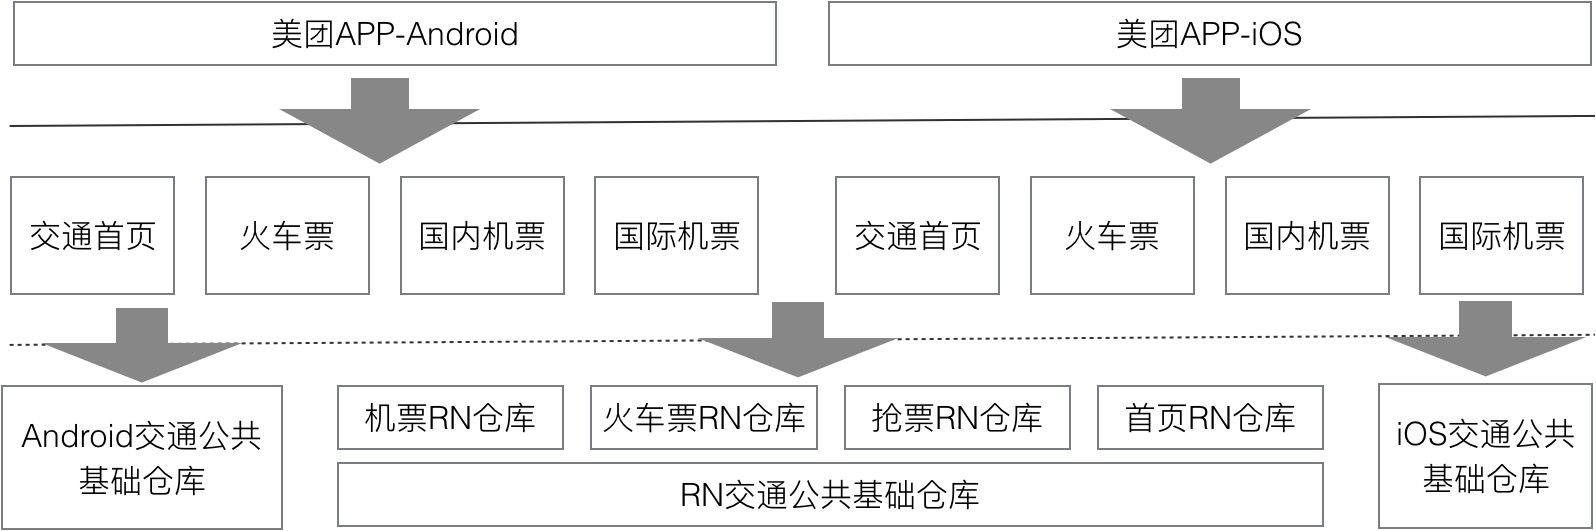 美团APP-Android
美团APP-iOS
交通首页
火车票
国内机票
国际机票
交通首页
火车票
国内机票
国际机票
Android交通公共
基础仓库
机票RN仓库
火车票RN仓库
抢票RN仓库
首页RN仓库
RN交通公共基础仓库
iOS交通公共
基础仓库